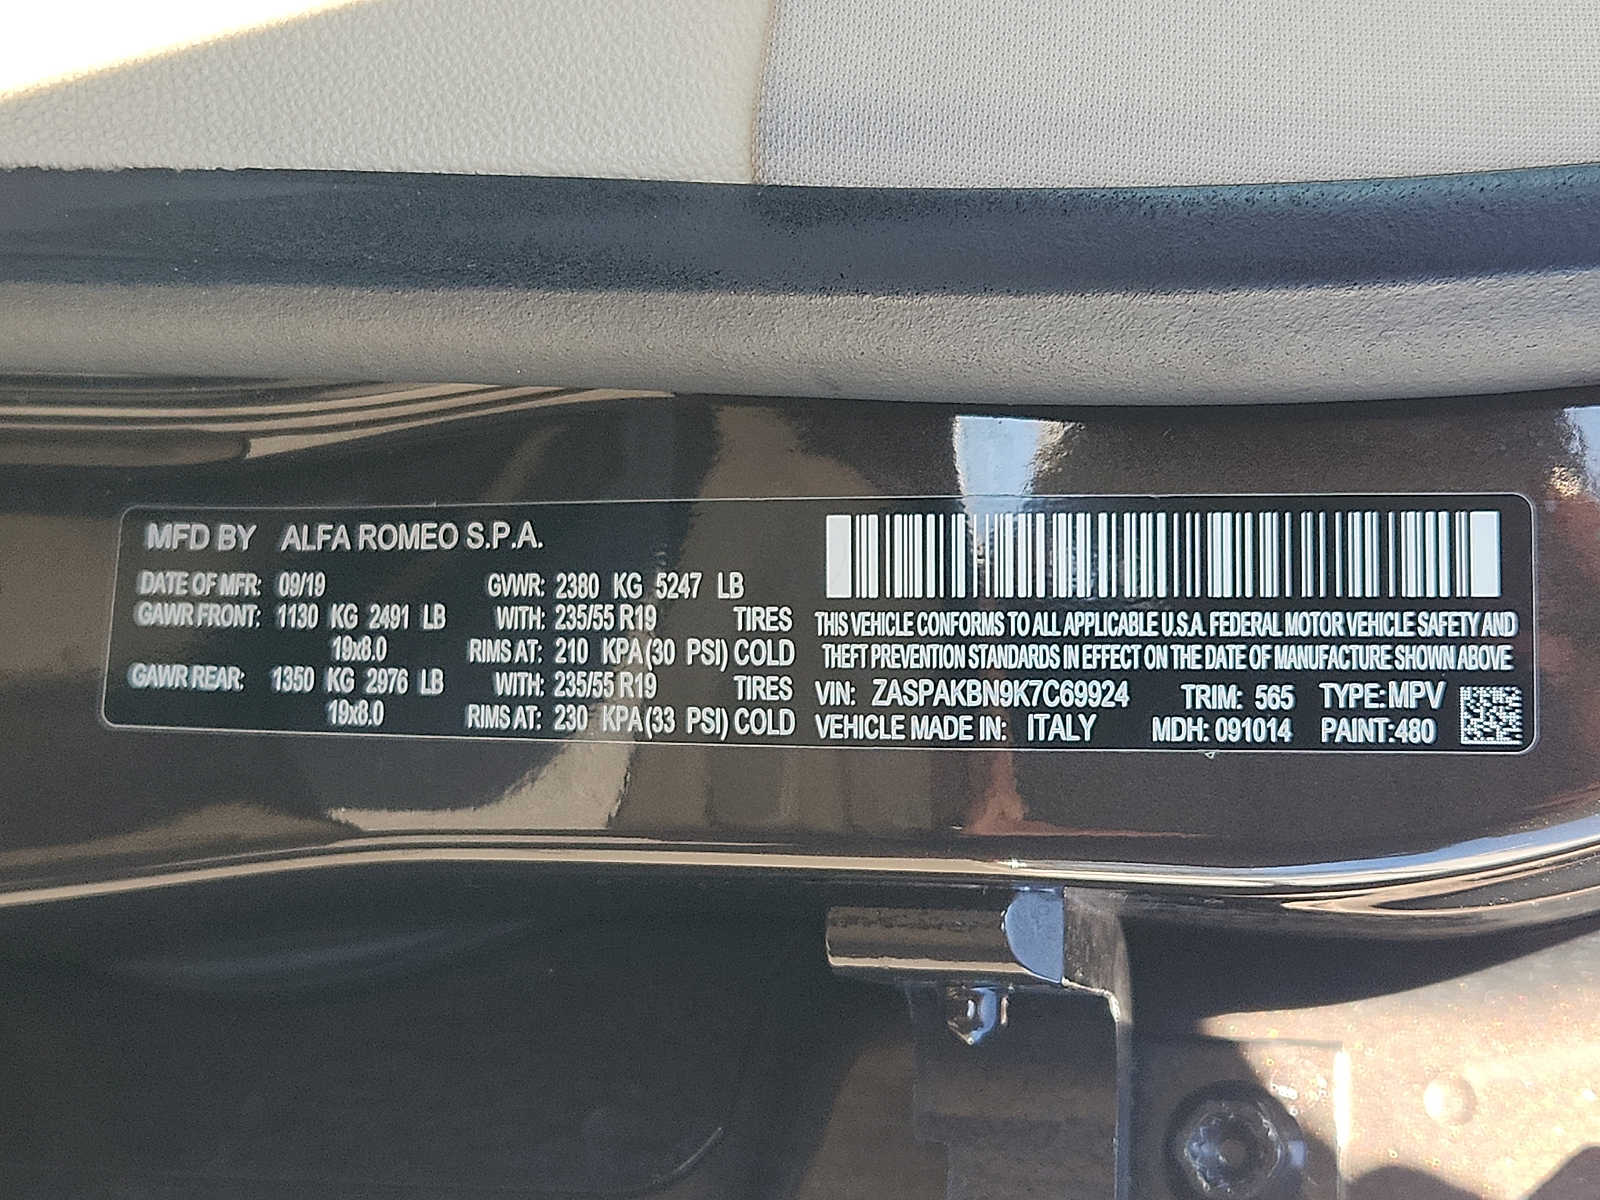 MFD BY ALFA ROMEO S.P.A.
DATE OF MFR: 09/19 GVWR: 2380 KG 5247 LB
GAWR FRONT: 1130 KG 2491 LB WITH: 235/55 R19 TIRES
19x8.0 RIMS AT: 210 KPA(30 PSI) COLD
GAWR REAR: 1350 KG 2976 LB WITH: 235/55 R19 TIRES
19x8.0 RIMS AT: 230 KPA(33 PSI) COLD
THIS VEHICLE CONFORMS TO ALL APPLICABLE U.S.A. FEDERAL MOTOR VEHICLE SAFETY AND
THEFT PREVENTION STANDARDS IN EFFECT ON THE DATE OF MANUFACTURE SHOWN ABOVE
VIN: ZASPAKBN9K7C69924 TRIM: 565 TYPE: MPV
VEHICLE MADE IN: ITALY MDH: 091014 PAINT: 480